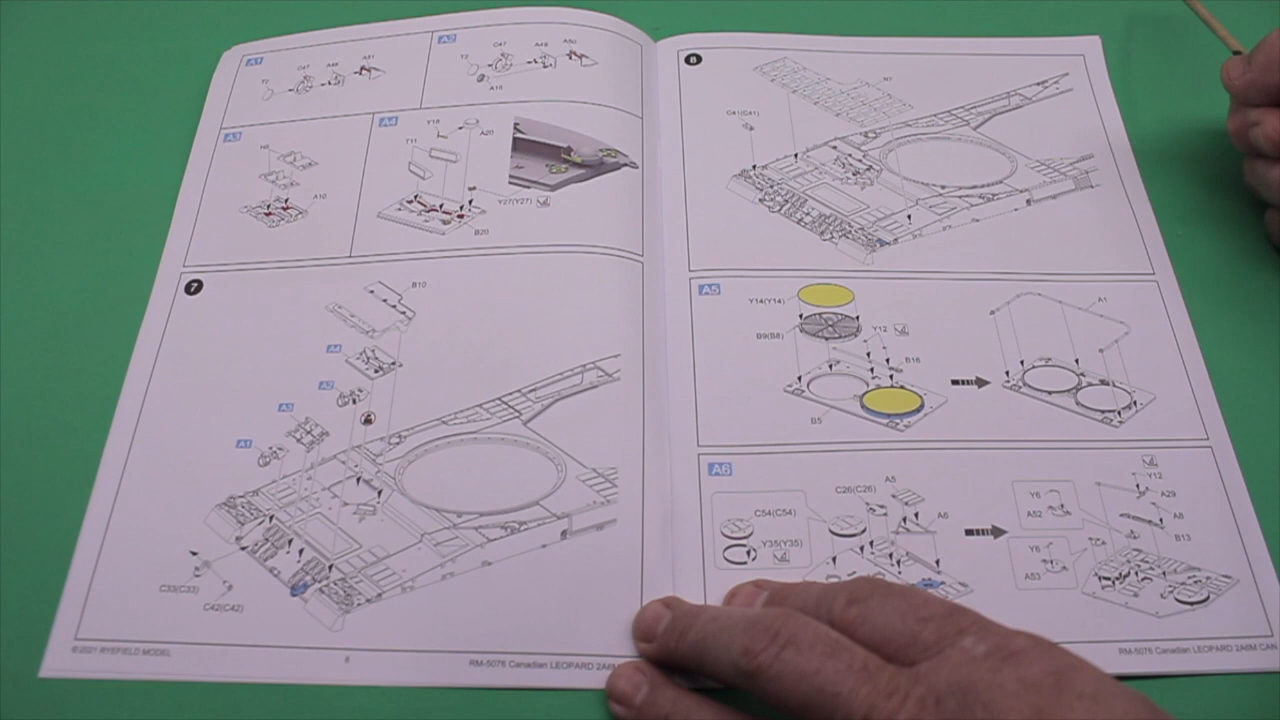 A1
T2
C47
A48
A51
A2
T2
C47
A49
A50
A16
A3
H6
A10
A4
Y18
A20
T11
Y27(Y27)
B20
7
B10
A4
A2
A3
A1
C33(C33)
C42(C42)
©2021 RYEFIELD MODEL
RM-5076 Canadian LEOPARD 2A6M
8
N7
C41(C41)
A5
Y14(Y14)
B9(B8)
Y12
B16
B5
A1
A6
C54(C54)
Y35(Y35)
C26(C26)
A5
A6
Y6
A52
Y6
A53
Y12
A29
A8
B13
RM-5076 Canadian LEOPARD 2A6M CAN